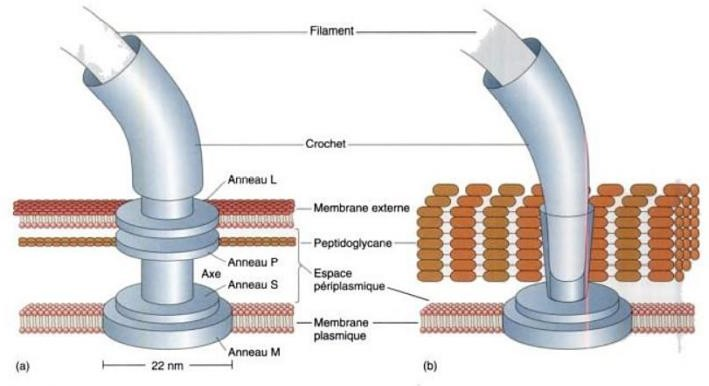 Filament
Crochet
Anneau L
Membrane externe
Peptidoglycane
Anneau P
Axe
Espace
périplasmique
Anneau S
Membrane
plasmique
Anneau M
(a)
22 nm
(b)